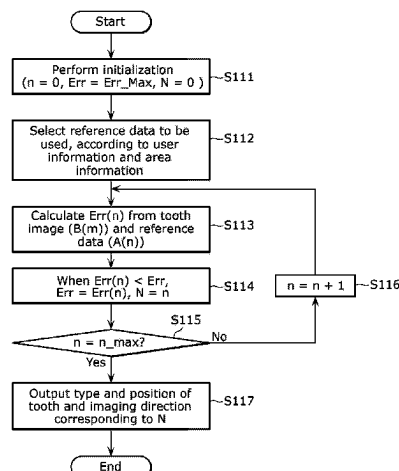 Start
Perform initialization
(n = 0, Err = Err_Max, N = 0 )
S111
Select reference data to be
used, according to user
information and area
information
S112
Calculate Err(n) from tooth
image (B(m)) and reference
data (A(n))
S113
When Err(n) < Err,
Err = Err(n), N = n
S114
n = n + 1
S116
S115
n = n_max?
No
Yes
Output type and position of
tooth and imaging direction
corresponding to N
S117
End